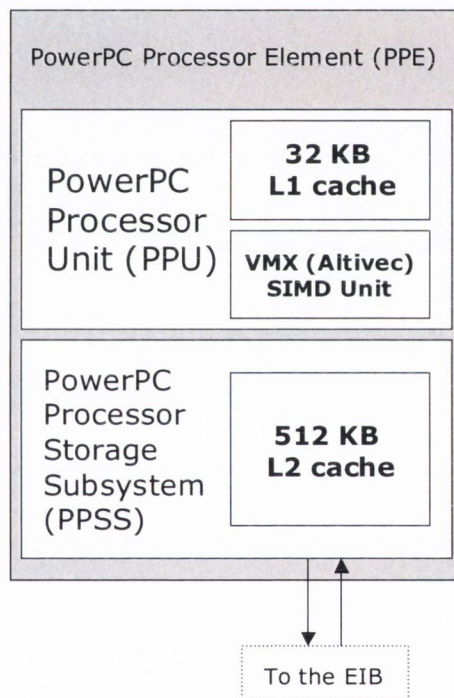 PowerPC Processor Element (PPE)
PowerPC
Processor
Unit (PPU)
32 KB
L1 cache
VMX (Altivec)
SIMD Unit
PowerPC
Processor
Storage
Subsystem
(PPSS)
512 KB
L2 cache
To the EIB